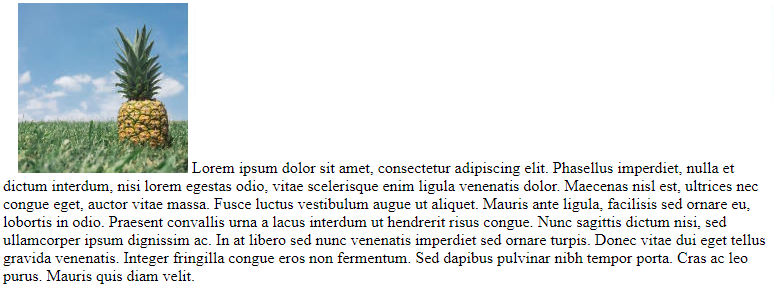 Lorem ipsum dolor sit amet, consectetur adipiscing elit. Phasellus imperdiet, nulla et
dictum interdum, nisi lorem egestas odio, vitae scelerisque enim ligula venenatis dolor. Maecenas nisl est, ultrices nec
congue eget, auctor vitae massa. Fusce luctus vestibulum augue ut aliquet. Mauris ante ligula, facilisis sed ornare eu,
lobortis in odio. Praesent convallis urna a lacus interdum ut hendrerit risus congue. Nunc sagittis dictum nisi, sed
ullamcorper ipsum dignissim ac. In at libero sed nunc venenatis imperdiet sed ornare turpis. Donec vitae dui eget tellus
gravida venenatis. Integer fringilla congue eros non fermentum. Sed dapibus pulvinar nibh tempor porta. Cras ac leo
purus. Mauris quis diam velit.